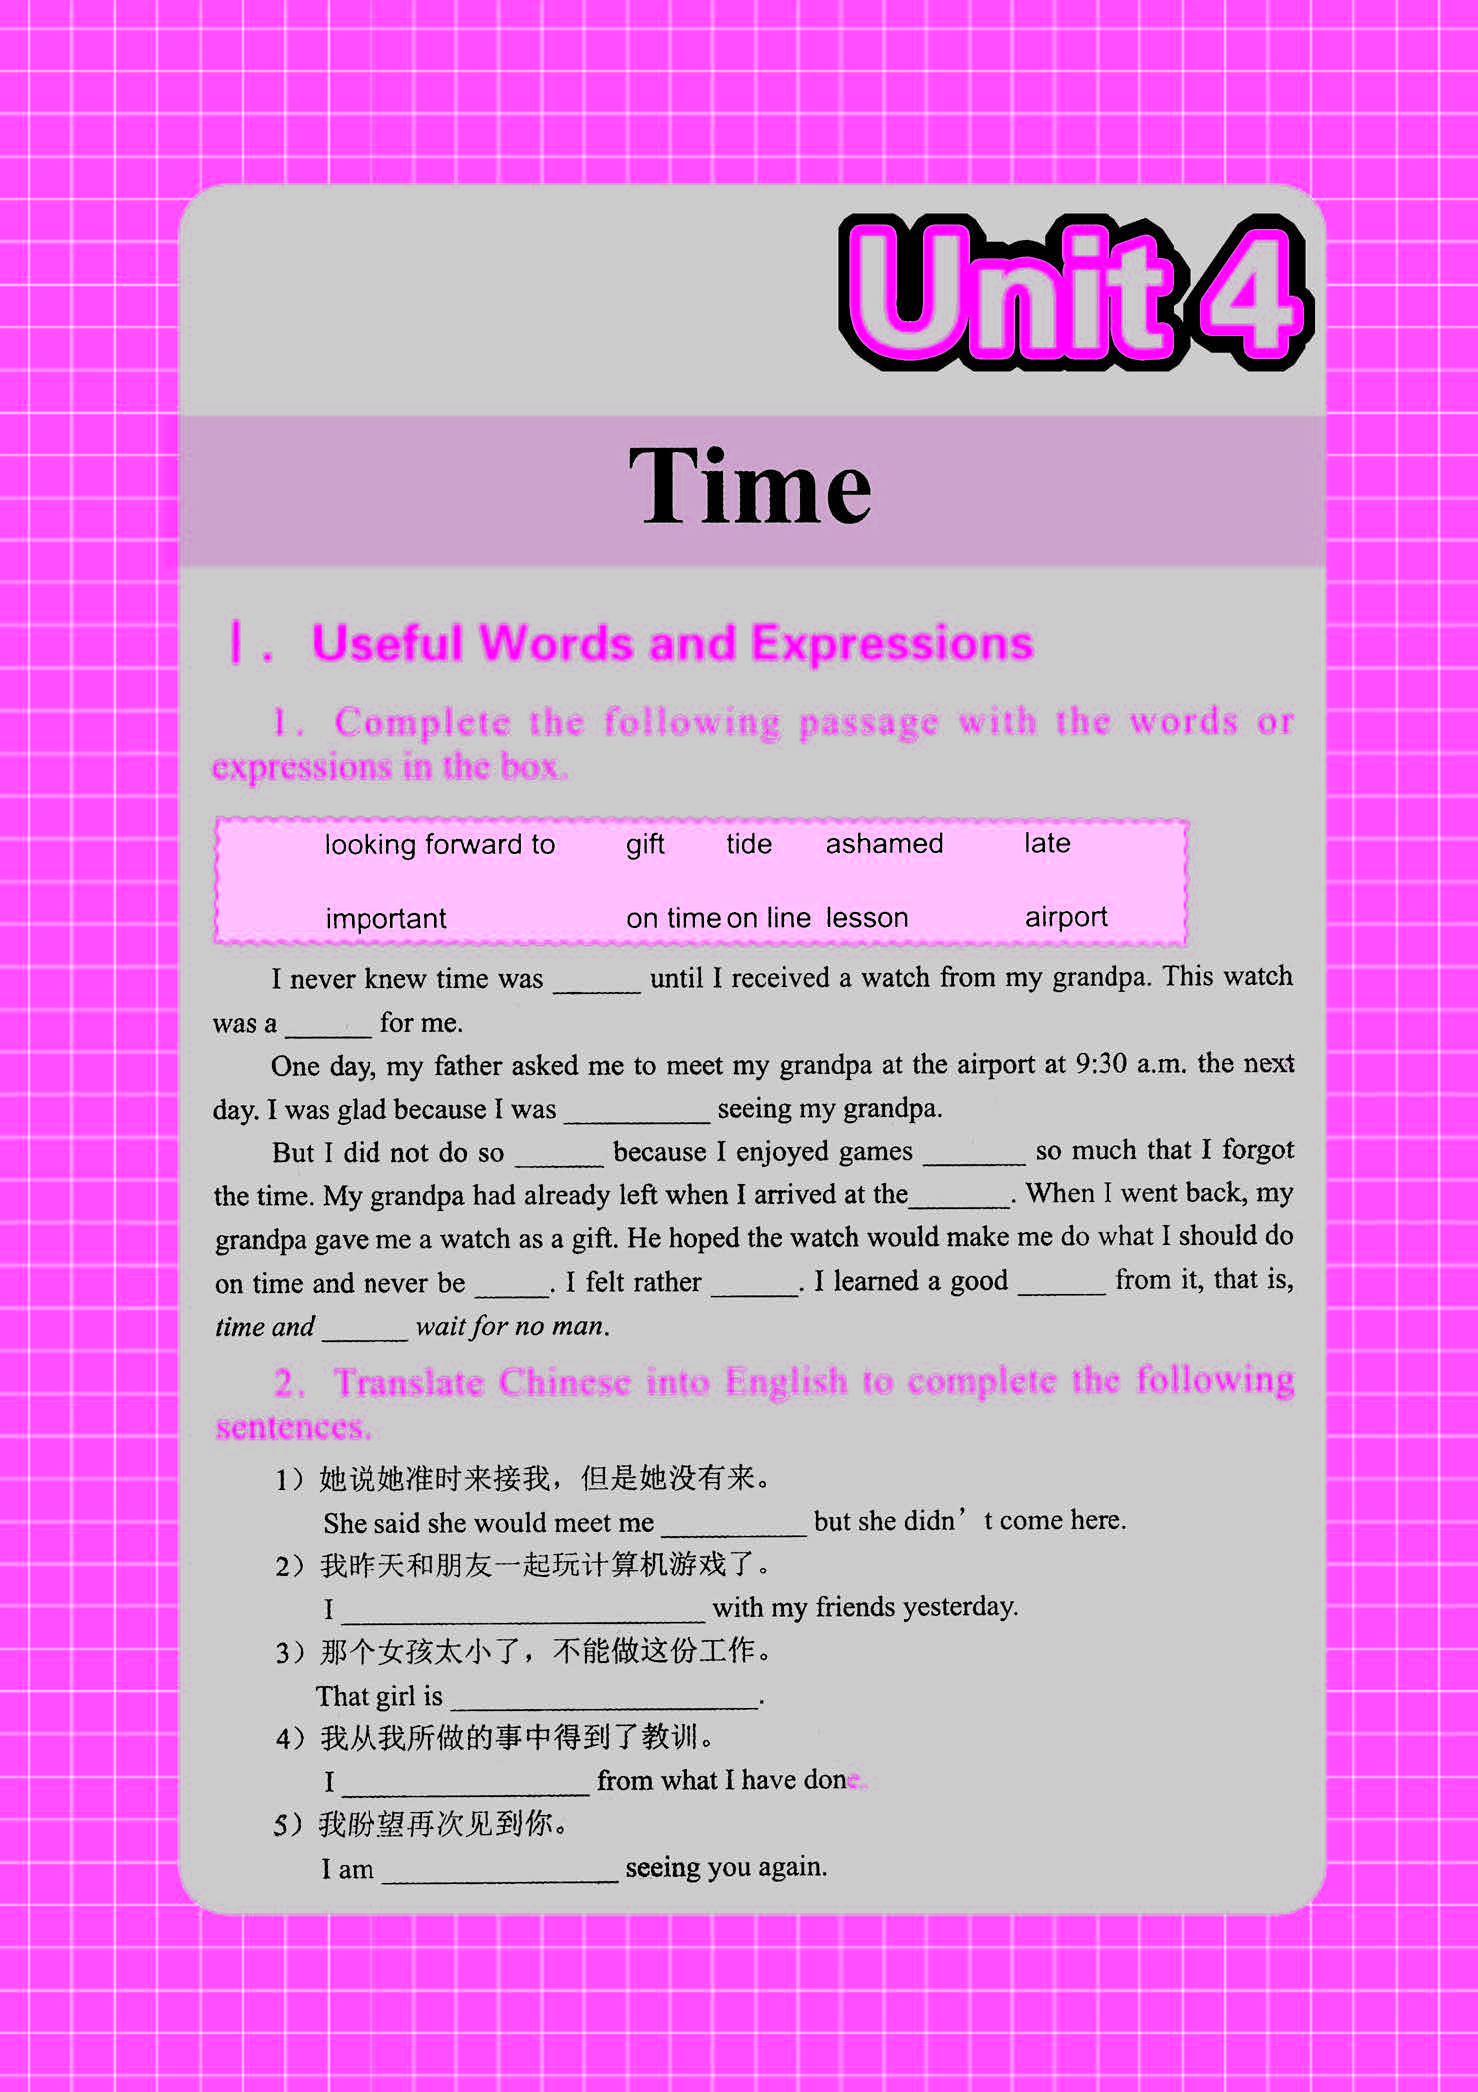 Unit 4
Time
Ⅰ. Useful Words and Expressions
1. Complete the following passage with the words or
expressions in the box.
looking forward to gift tide ashamed late
important on time on line lesson airport
I never knew time was ______ until I received a watch from my grandpa. This watch
was a ______ for me.
One day, my father asked me to meet my grandpa at the airport at 9:30 a.m. the next
day. I was glad because I was __________ seeing my grandpa.
But I did not do so ______ because I enjoyed games _______ so much that I forgot
the time. My grandpa had already left when I arrived at the_______. When I went back, my
grandpa gave me a watch as a gift. He hoped the watch would make me do what I should do
on time and never be _____. I felt rather ______. I learned a good ______ from it, that is,
time and ______ wait for no man.
2. Translate Chinese into English to complete the following
sentences.
1）她说她准时来接我，但是她没有来。
She said she would meet me __________ but she didn’t come here.
2）我昨天和朋友一起玩计算机游戏了。
I _________________________ with my friends yesterday.
3）那个女孩太小了，不能做这份工作。
That girl is _____________________.
4）我从我所做的事中得到了教训。
I _________________ from what I have done.
5）我盼望再次见到你。
I am ________________ seeing you again.